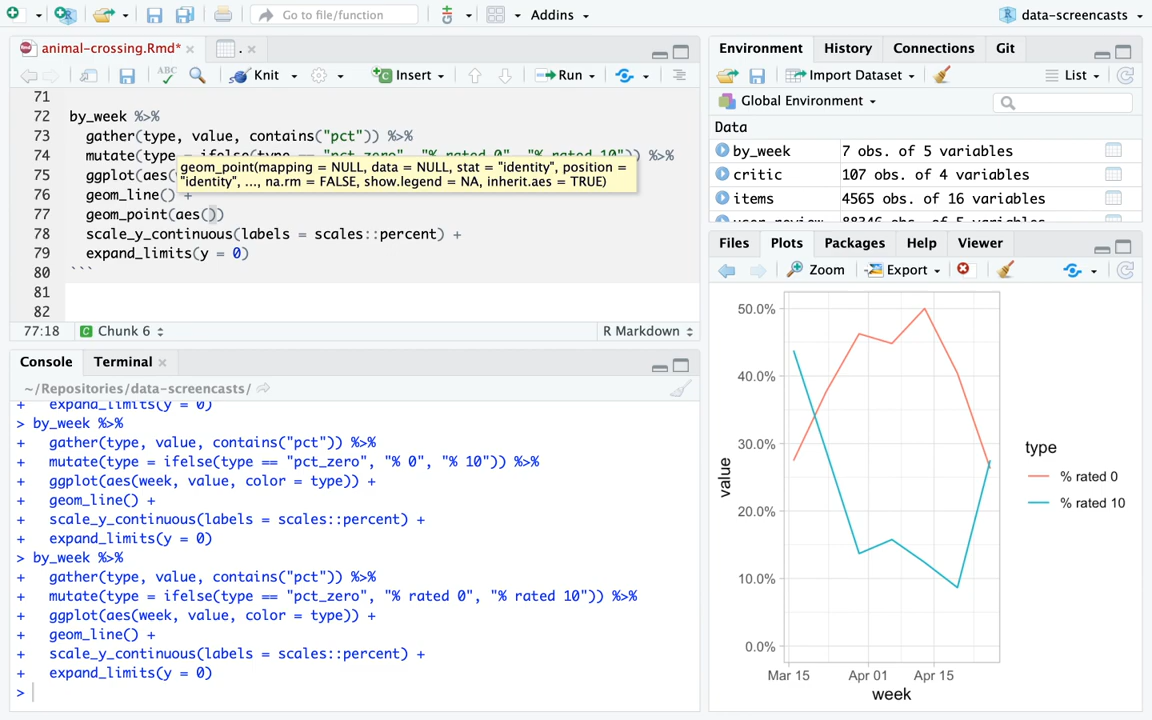 Go to file/function
Addins
data-screencasts
animal-crossing.Rmd*
.
Knit
Insert
Run
71
72 by_week %>%
73 gather(type, value, contains("pct")) %>%
74 mutate(type = ifelse(type == "pct_zero", "% rated 0", "% rated 10")) %>%
geom_point(mapping = NULL, data = NULL, stat = "identity", position =
"identity", ..., na.rm = FALSE, show.legend = NA, inherit.aes = TRUE)
75 ggplot(aes(
76 geom_line() +
77 geom_point(aes())
78 scale_y_continuous(labels = scales::percent) +
79 expand_limits(y = 0)
80 ```
81
82
77:18 Chunk 6 R Markdown
Console Terminal
~/Repositories/data-screencasts/
+ expand_limits(y = 0)
> by_week %>%
+ gather(type, value, contains("pct")) %>%
+ mutate(type = ifelse(type == "pct_zero", "% 0", "% 10")) %>%
+ ggplot(aes(week, value, color = type)) +
+ geom_line() +
+ scale_y_continuous(labels = scales::percent) +
+ expand_limits(y = 0)
> by_week %>%
+ gather(type, value, contains("pct")) %>%
+ mutate(type = ifelse(type == "pct_zero", "% rated 0", "% rated 10")) %>%
+ ggplot(aes(week, value, color = type)) +
+ geom_line() +
+ scale_y_continuous(labels = scales::percent) +
+ expand_limits(y = 0)
>
Environment History Connections Git
Import Dataset List
Global Environment
Data
by_week 7 obs. of 5 variables
critic 107 obs. of 4 variables
items 4565 obs. of 16 variables
Files Plots Packages Help Viewer
Zoom Export
50.0%
40.0%
30.0%
20.0%
10.0%
0.0%
value
Mar 15 Apr 01 Apr 15
week
type
% rated 0
% rated 10